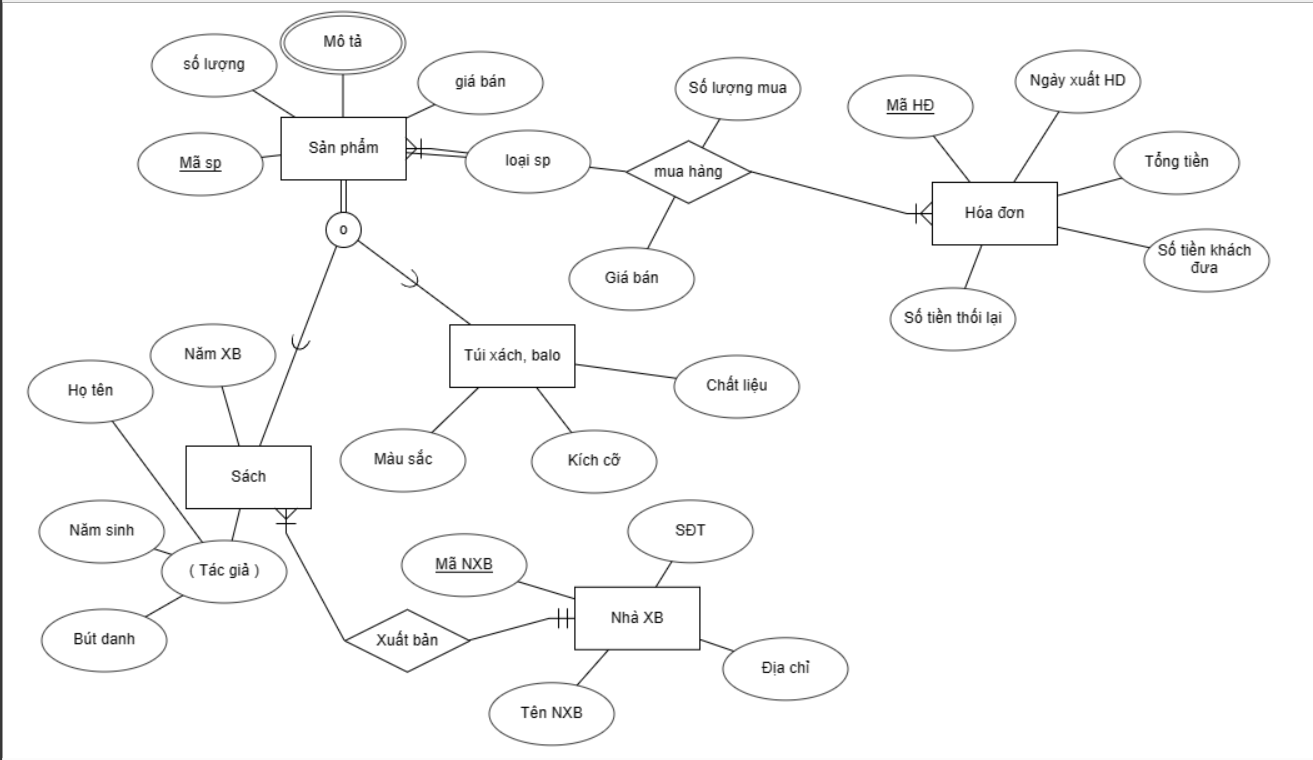 Mô tả
số lượng
giá bán
Mã sp
Sản phẩm
loại sp
Số lượng mua
mua hàng
Giá bán
Mã HĐ
Ngày xuất HD
Tổng tiền
Hóa đơn
Số tiền khách
đưa
Số tiền thối lại
o
Túi xách, balo
Chất liệu
Màu sắc
Kích cỡ
Năm XB
Họ tên
Sách
Năm sinh
( Tác giả )
Bút danh
Xuất bản
Mã NXB
SĐT
Nhà XB
Địa chỉ
Tên NXB